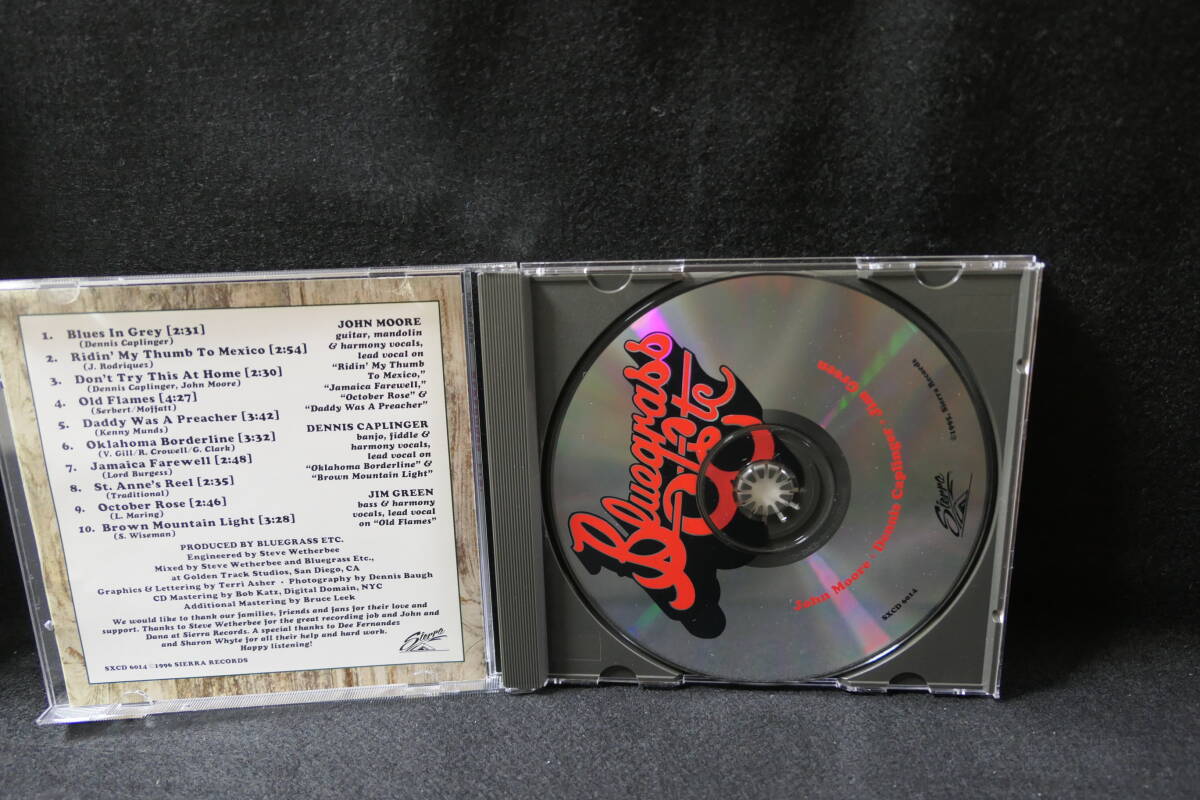 1. Blues In Grey [2:31]
(Dennis Caplinger)
2. Ridin' My Thumb To Mexico [2:54]
(J. Rodriques)
3. Don't Try This At Home [2:30]
(Dennis Caplinger, John Moore)
4. Old Flames [4:27]
(Serbert/Moffatt)
5. Daddy Was A Preacher [3:42]
(Kenny Munds)
6. Oklahoma Borderline [3:32]
(V. Gill/R. Crowell/G. Clark)
7. Jamaica Farewell [2:48]
(Lord Burgess)
8. St. Anne's Reel [2:35]
(Traditional)
9. October Rose [2:46]
(L. Maring)
10. Brown Mountain Light [3:28]
(S. Wiseman)
JOHN MOORE
guitar, mandolin
& harmony vocals,
lead vocal on
"Ridin' My Thumb
To Mexico,"
"Jamaica Farewell,"
"October Rose" &
"Daddy Was A Preacher"
DENNIS CAPLINGER
banjo, fiddle &
harmony vocals,
lead vocal on
"Oklahoma Borderline" &
"Brown Mountain Light"
JIM GREEN
bass & harmony
vocals, lead vocal
on "Old Flames"
PRODUCED BY BLUEGRASS ETC.
Engineered by Steve Wetherbee
Mixed by Steve Wetherbee and Bluegrass Etc.,
at Golden Track Studios, San Diego, CA
Graphics & Lettering by Terri Asher · Photography by Dennis Baugh
CD Mastering by Bob Katz, Digital Domain, NYC
Additional Mastering by Bruce Leek
We would like to thank our families, friends and fans for their love and
support. Thanks to Steve Wetherbee for the great recording job and John and
Dana at Sierra Records. A special thanks to Dee Fernandes
and Sharon Whyte for all their help and hard work.
Happy listening!
SXCD 6014 ©1996 SIERRA RECORDS
Sierra
Bluegrass
Etc
John Moore · Dennis Caplinger · Jim Green
©1995, Sierra Records
Sierra
SXCD 6014